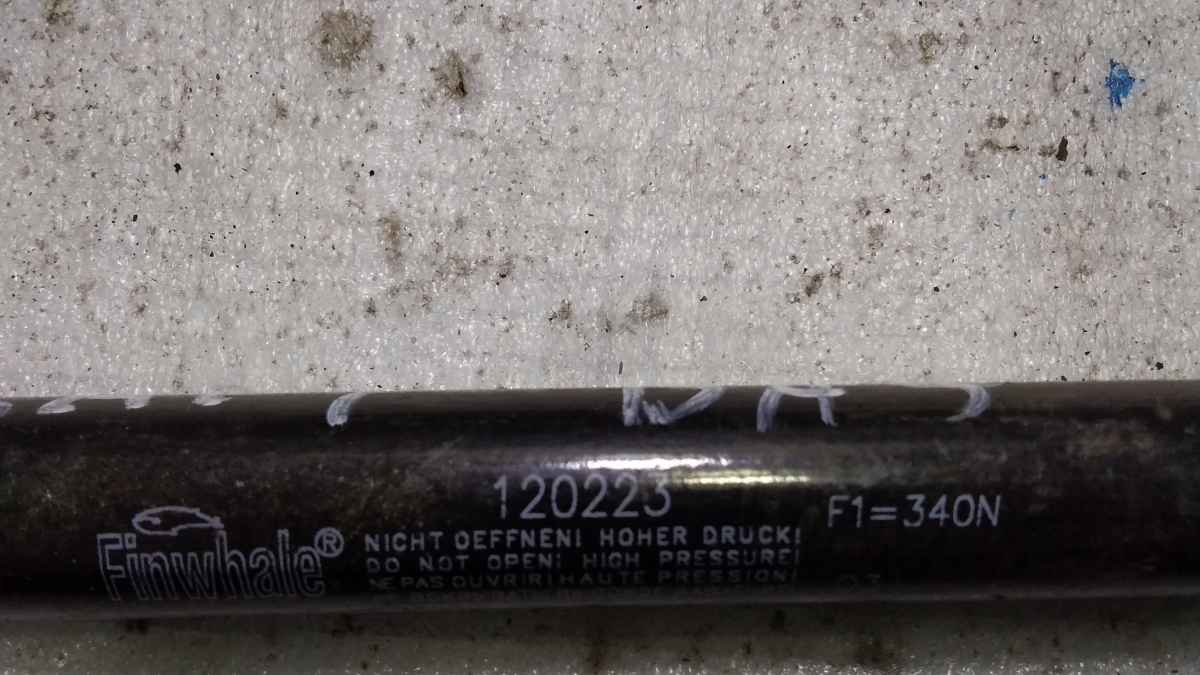 120223
F1=340N
Finwhale®
NICHT OEFFNEN! HOHER DRUCK!
DO NOT OPEN! HIGH PRESSURE!
NE PAS OUVRIR! HAUTE PRESSION!